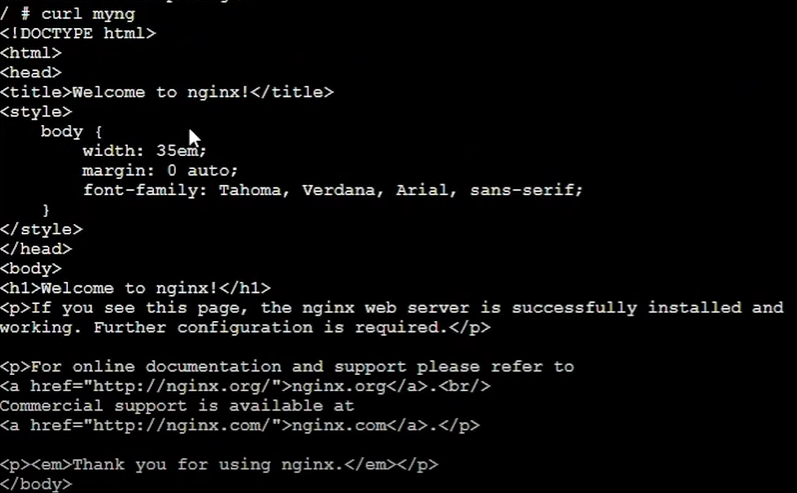 / # curl myng
<!DOCTYPE html>
<html>
<head>
<title>Welcome to nginx!</title>
<style>
    body {
        width: 35em;
        margin: 0 auto;
        font-family: Tahoma, Verdana, Arial, sans-serif;
    }
</style>
</head>
<body>
<h1>Welcome to nginx!</h1>
<p>If you see this page, the nginx web server is successfully installed and
working. Further configuration is required.</p>

<p>For online documentation and support please refer to
<a href="http://nginx.org/">nginx.org</a>.<br/>
Commercial support is available at
<a href="http://nginx.com/">nginx.com</a>.</p>

<p><em>Thank you for using nginx.</em></p>
</body>